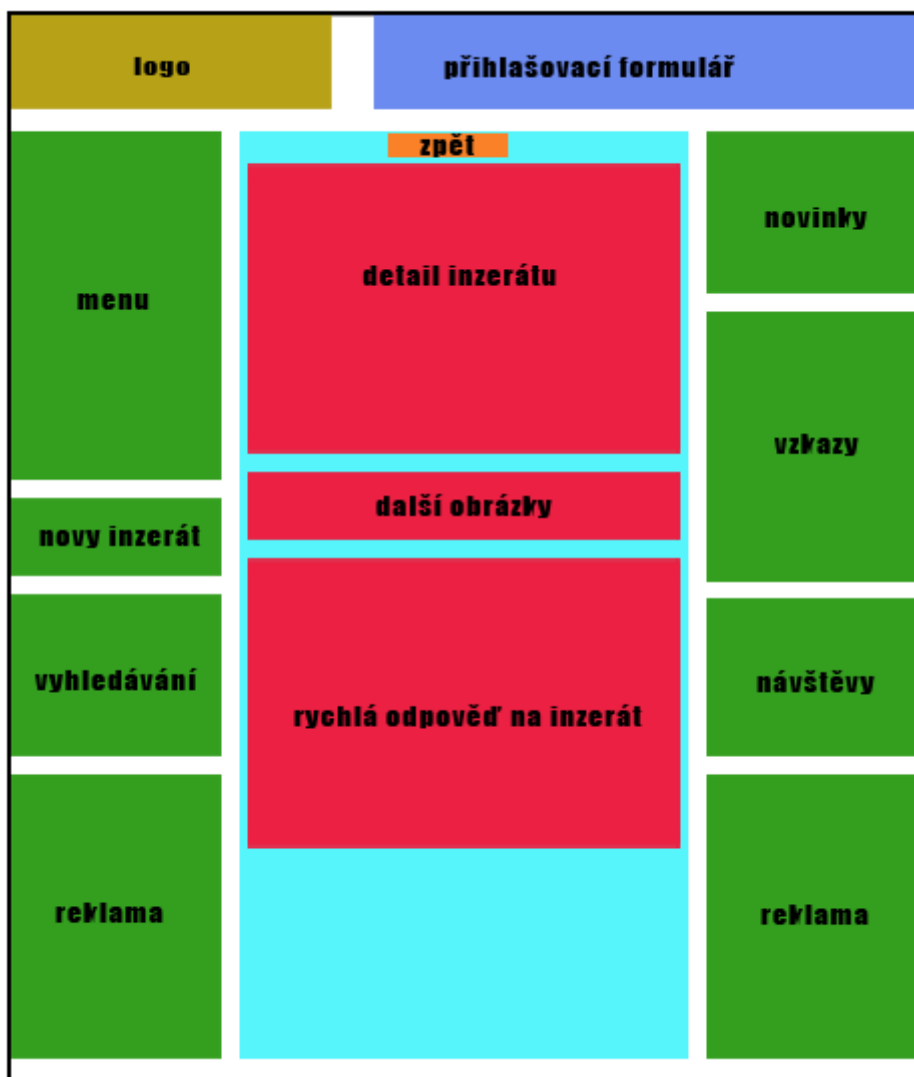 logo
přihlašovací formulář
menu
novy inzerát
vyhledávání
reklama
zpět
detail inzerátu
další obrázky
rychlá odpověď na inzerát
novinky
vzkazy
návštěvy
reklama